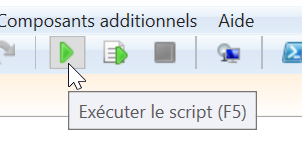 Composants additionnels Aide
Exécuter le script (F5)